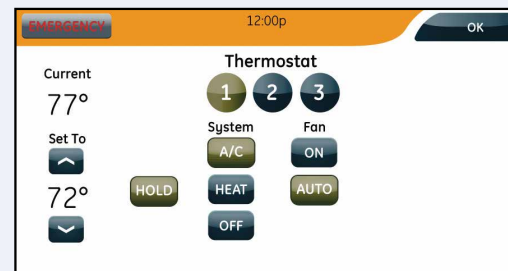 EMERGENCY
12:00p
OK
Current
77°
Set To
72°
HOLD
Thermostat
1 2 3
System
A/C
HEAT
OFF
Fan
ON
AUTO